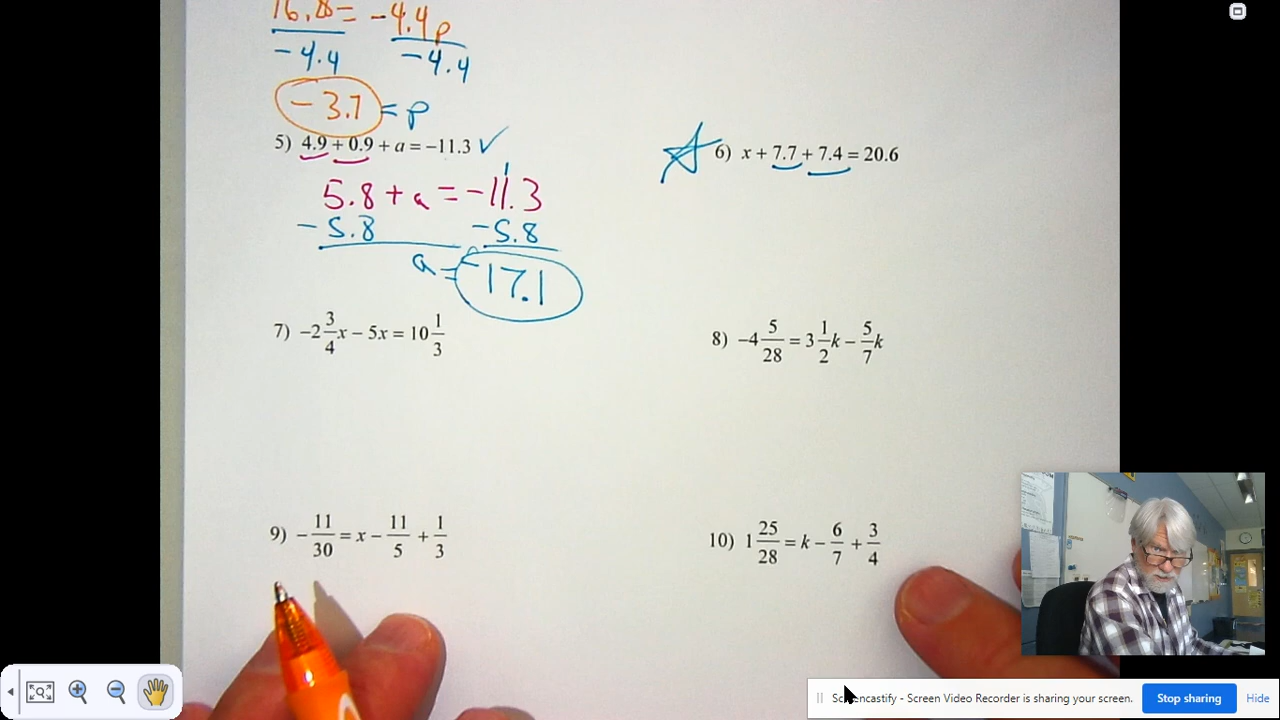 16.8 = -4.4p
-4.4 -4.4
-3.7 = p
5) 4.9 + 0.9 + a = −11.3 ✓
5.8 + a = -11.3
-5.8 -5.8
a = -17.1
6) x + 7.7 + 7.4 = 20.6
7) −2 3/4 x − 5x = 10 1/3
8) −4 5/28 = 3 1/2 k − 5/7 k
9) − 11/30 = x − 11/5 + 1/3
10) 1 25/28 = k − 6/7 + 3/4
Screencastify - Screen Video Recorder is sharing your screen.
Stop sharing
Hide